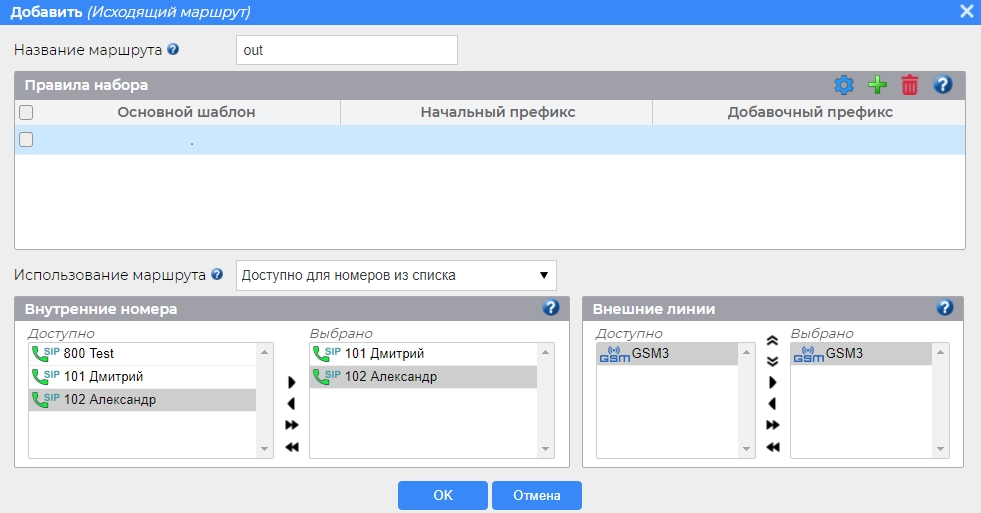 Добавить (Исходящий маршрут)
Название маршрута ?
out
Правила набора ?
Основной шаблон Начальный префикс Добавочный префикс
.
Использование маршрута ? Доступно для номеров из списка
Внутренние номера ? Внешние линии ?
Доступно Выбрано Доступно Выбрано
SIP 800 Test SIP 101 Дмитрий GSM GSM3 GSM GSM3
SIP 101 Дмитрий SIP 102 Александр
SIP 102 Александр
OK Отмена